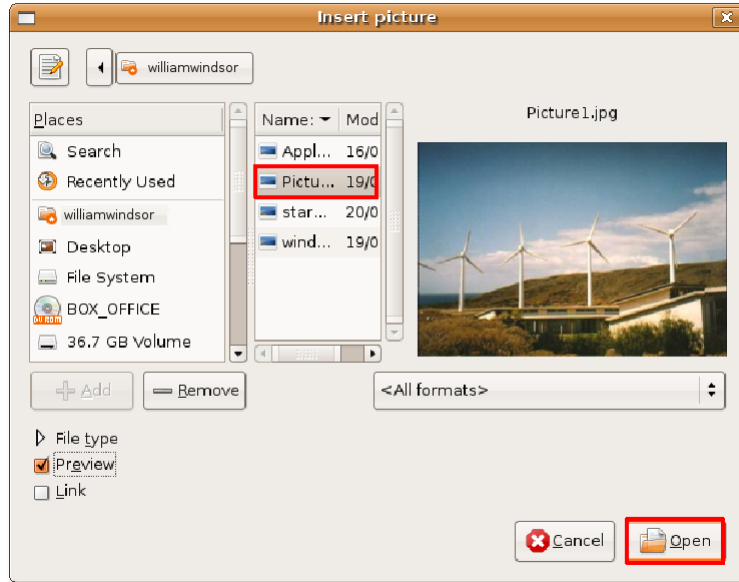 Insert picture
williamwindsor
Places
Search
Recently Used
williamwindsor
Desktop
File System
BOX_OFFICE
36.7 GB Volume
Name: Mod
Appl... 16/0
Pictu... 19/0
star... 20/0
wind... 19/0
Picture1.jpg
Add
Remove
<All formats>
File type
Preview
Link
Cancel
Open